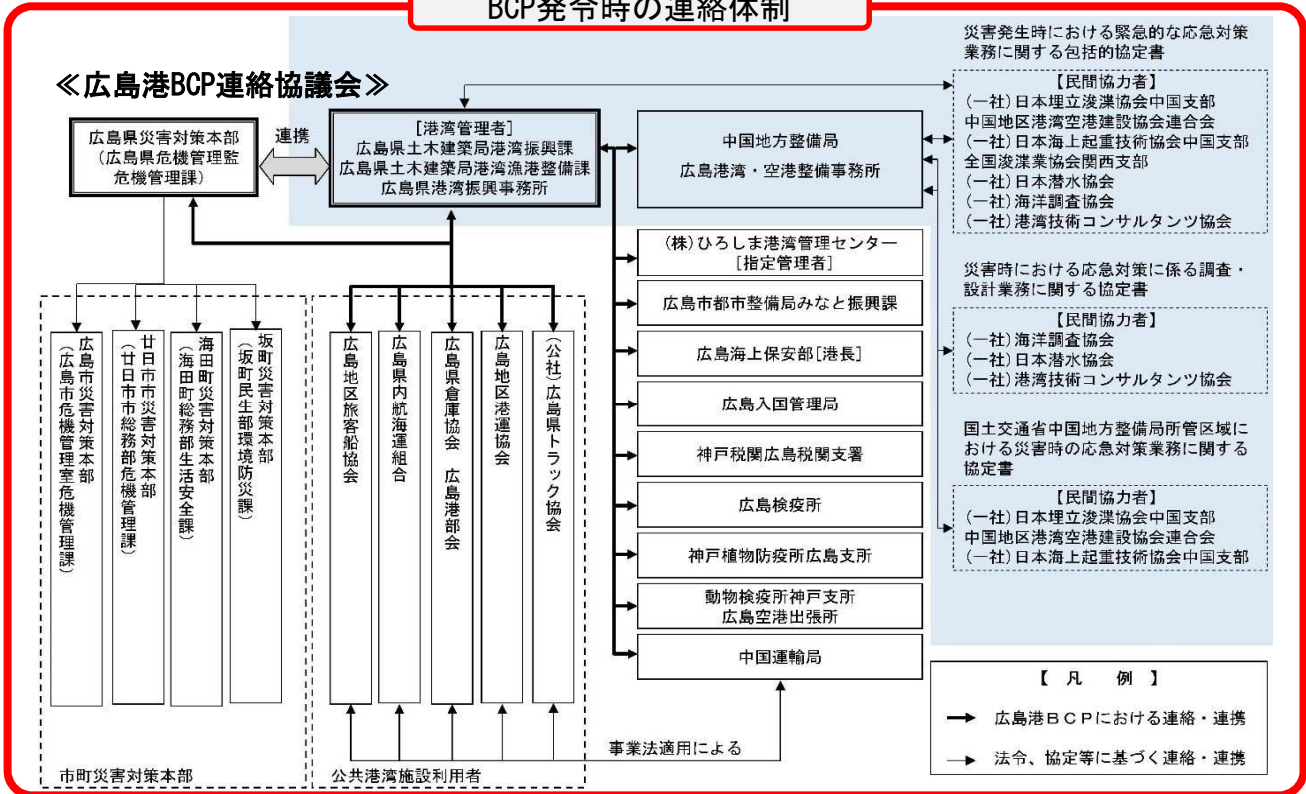 BCP発令時の連絡体制
≪広島港BCP連絡協議会≫
広島県災害対策本部
(広島県危機管理監
危機管理課)
連携
[港湾管理者]
広島県土木建築局港湾振興課
広島県土木建築局港湾漁港整備課
広島県港湾振興事務所
中国地方整備局
広島港湾・空港整備事務所
災害発生時における緊急的な応急対策
業務に関する包括的協定書
【民間協力者】
(一社)日本埋立浚渫協会中国支部
中国地区港湾空港建設協会連合会
(一社)日本海上起重技術協会中国支部
全国浚渫業協会関西支部
(一社)日本潜水協会
(一社)海洋調査協会
(一社)港湾技術コンサルタンツ協会
災害時における応急対策に係る調査・
設計業務に関する協定書
【民間協力者】
(一社)海洋調査協会
(一社)日本潜水協会
(一社)港湾技術コンサルタンツ協会
国土交通省中国地方整備局所管区域に
おける災害時の応急対策業務に関する
協定書
【民間協力者】
(一社)日本埋立浚渫協会中国支部
中国地区港湾空港建設協会連合会
(一社)日本海上起重技術協会中国支部
(株)ひろしま港湾管理センター
[指定管理者]
広島市都市整備局みなと振興課
広島海上保安部[港長]
広島入国管理局
神戸税関広島税関支署
広島検疫所
神戸植物防疫所広島支所
動物検疫所神戸支所
広島空港出張所
中国運輸局
広島市災害対策本部
(広島市危機管理室危機管理課)
廿日市市災害対策本部
(廿日市市総務部危機管理課)
海田町災害対策本部
(海田町総務部生活安全課)
坂町災害対策本部
(坂町民生部環境防災課)
市町災害対策本部
広島地区旅客船協会
広島県内航海運組合
広島県倉庫協会 広島港部会
広島地区港運協会
(公社)広島県トラック協会
公共港湾施設利用者
事業法適用による
【 凡 例 】
広島港BCPにおける連絡・連携
法令、協定等に基づく連絡・連携